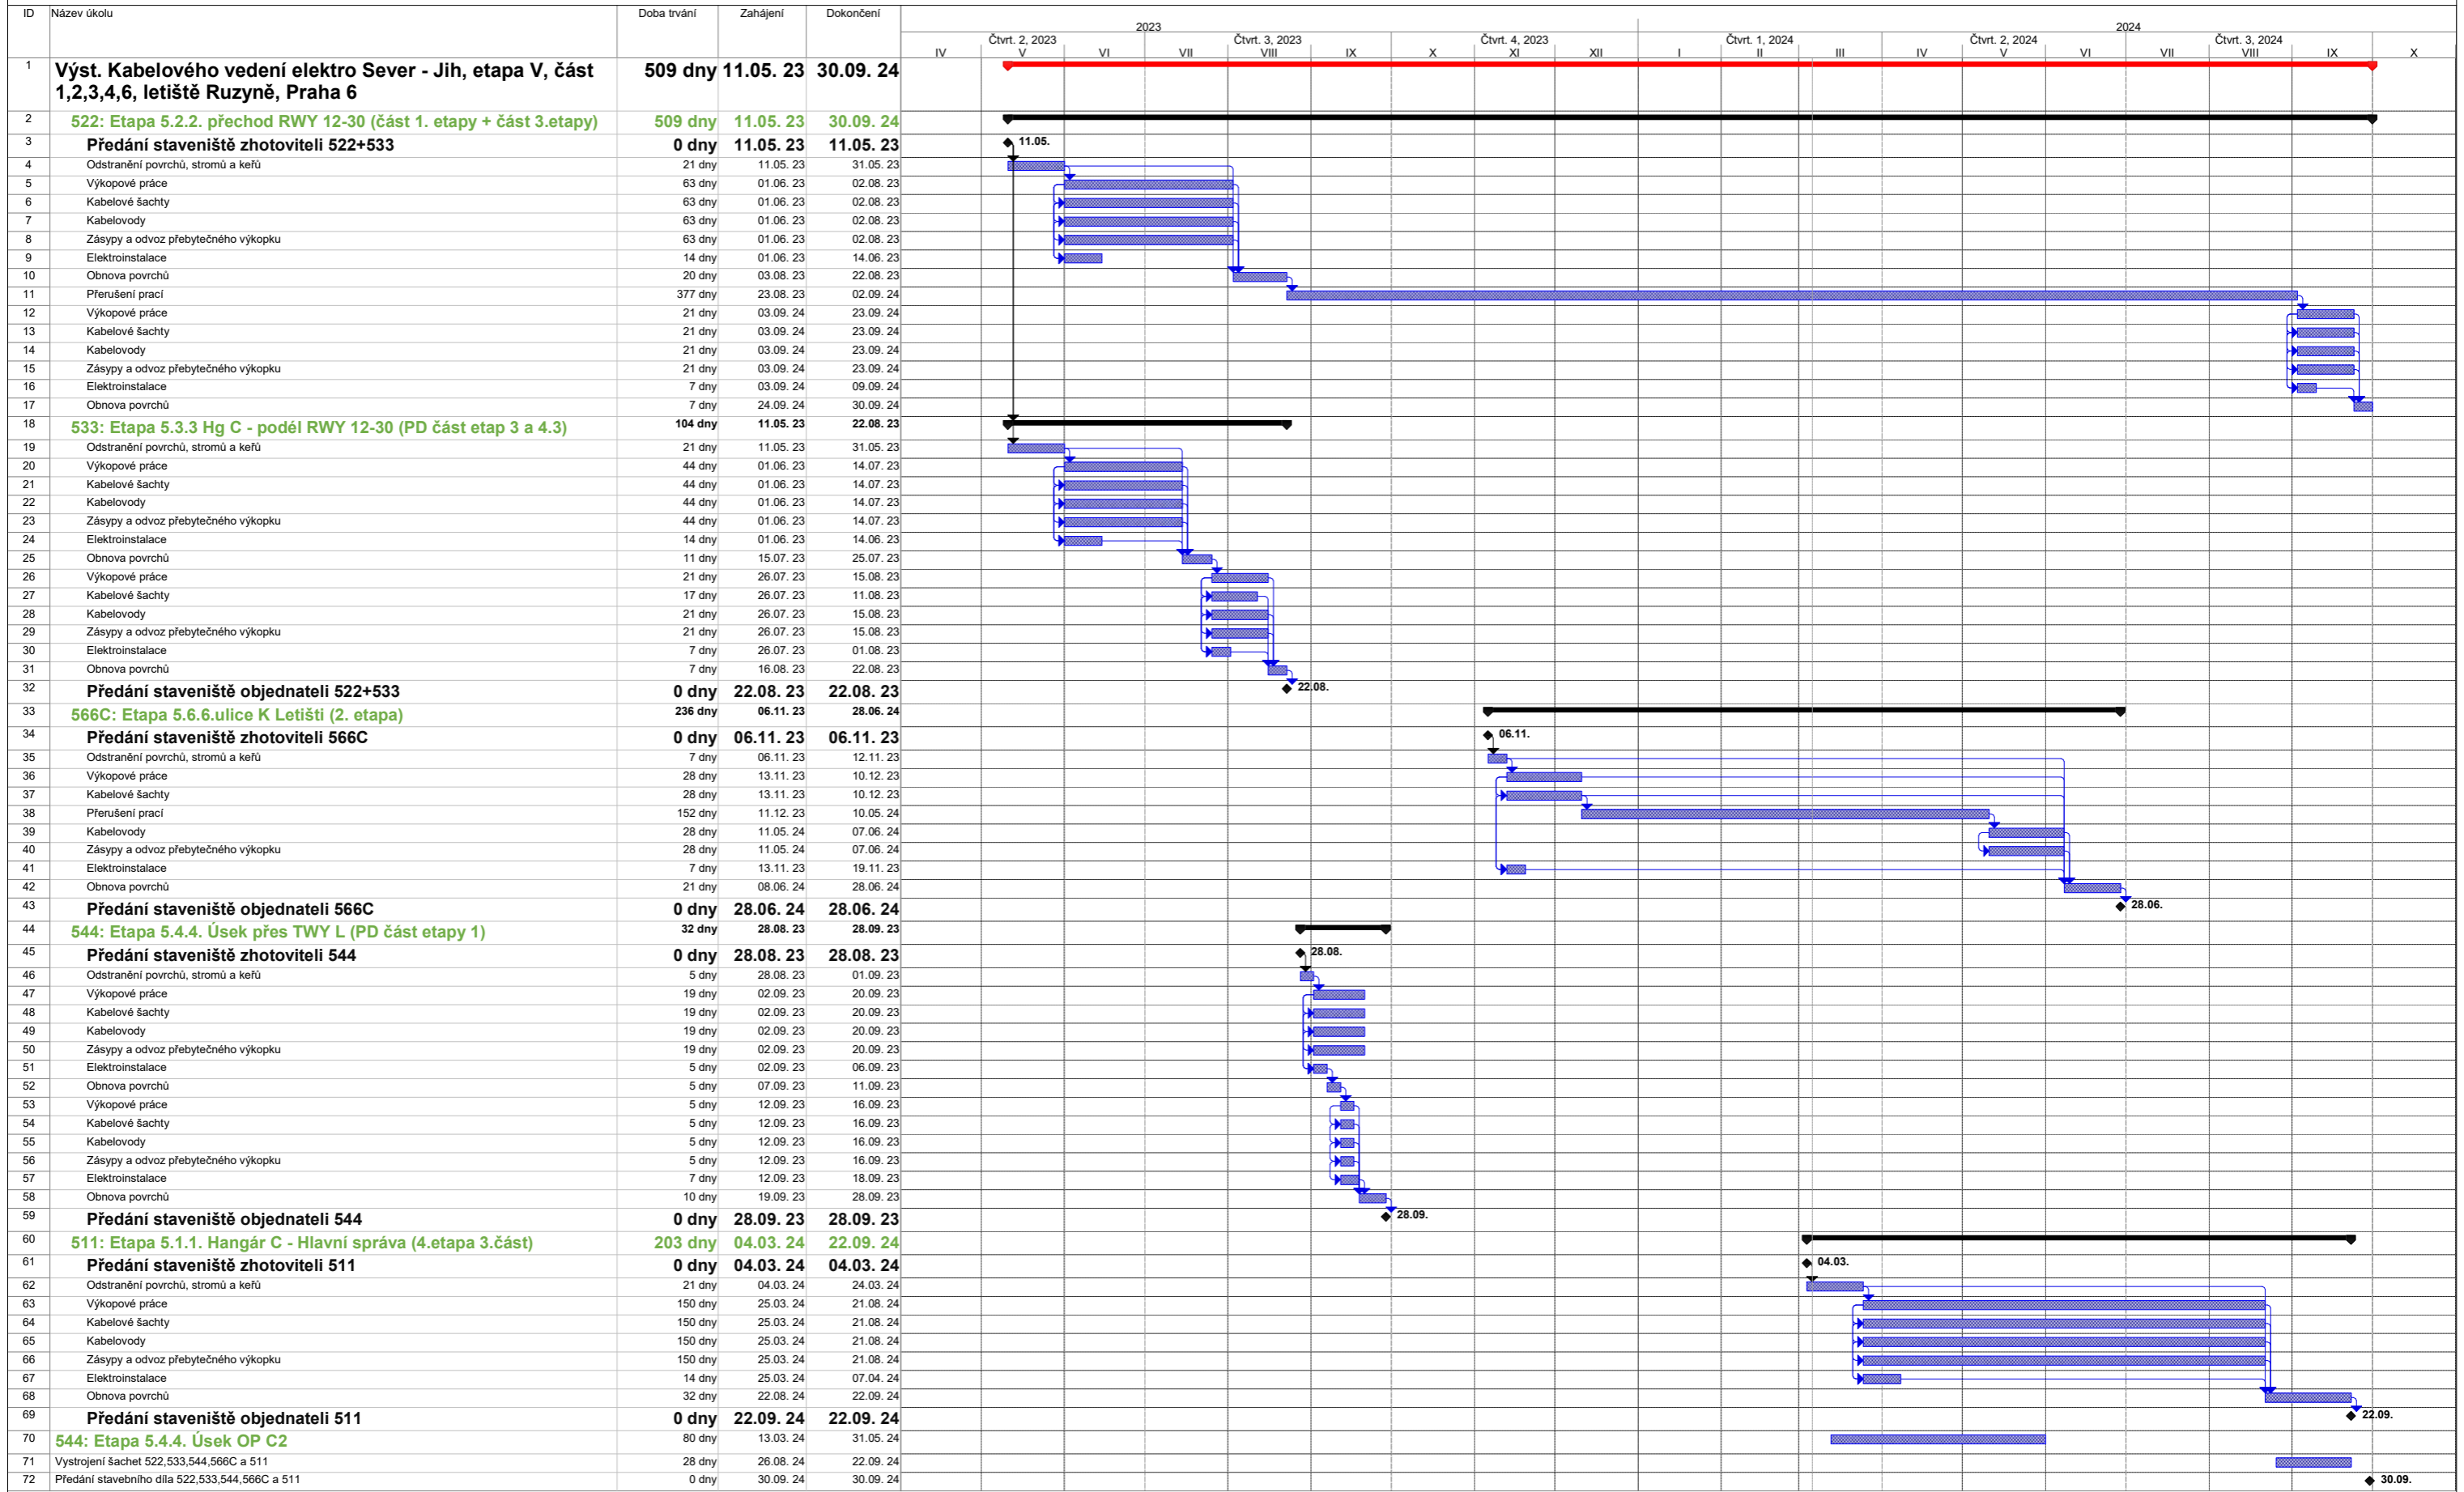 ID Název úkolu Doba trvání Zahájení Dokončení
2023 2024
Čtvrt. 2, 2023 Čtvrt. 3, 2023 Čtvrt. 4, 2023 Čtvrt. 1, 2024 Čtvrt. 2, 2024 Čtvrt. 3, 2024
IV V VI VII VIII IX X XI XII I II III IV V VI VII VIII IX X
1 Výst. Kabelového vedení elektro Sever - Jih, etapa V, část 509 dny 11.05. 23 30.09. 24
1,2,3,4,6, letiště Ruzyně, Praha 6
2 522: Etapa 5.2.2. přechod RWY 12-30 (část 1. etapy + část 3.etapy) 509 dny 11.05. 23 30.09. 24
3 Předání staveniště zhotoviteli 522+533 0 dny 11.05. 23 11.05. 23 11.05.
4 Odstranění povrchů, stromů a keřů 21 dny 11.05. 23 31.05. 23
5 Výkopové práce 63 dny 01.06. 23 02.08. 23
6 Kabelové šachty 63 dny 01.06. 23 02.08. 23
7 Kabelovody 63 dny 01.06. 23 02.08. 23
8 Zásypy a odvoz přebytečného výkopku 63 dny 01.06. 23 02.08. 23
9 Elektroinstalace 14 dny 01.06. 23 14.06. 23
10 Obnova povrchů 20 dny 03.08. 23 22.08. 23
11 Přerušení prací 377 dny 23.08. 23 02.09. 24
12 Výkopové práce 21 dny 03.09. 24 23.09. 24
13 Kabelové šachty 21 dny 03.09. 24 23.09. 24
14 Kabelovody 21 dny 03.09. 24 23.09. 24
15 Zásypy a odvoz přebytečného výkopku 21 dny 03.09. 24 23.09. 24
16 Elektroinstalace 7 dny 03.09. 24 09.09. 24
17 Obnova povrchů 7 dny 24.09. 24 30.09. 24
18 533: Etapa 5.3.3 Hg C - podél RWY 12-30 (PD část etap 3 a 4.3) 104 dny 11.05. 23 22.08. 23
19 Odstranění povrchů, stromů a keřů 21 dny 11.05. 23 31.05. 23
20 Výkopové práce 44 dny 01.06. 23 14.07. 23
21 Kabelové šachty 44 dny 01.06. 23 14.07. 23
22 Kabelovody 44 dny 01.06. 23 14.07. 23
23 Zásypy a odvoz přebytečného výkopku 44 dny 01.06. 23 14.07. 23
24 Elektroinstalace 14 dny 01.06. 23 14.06. 23
25 Obnova povrchů 11 dny 15.07. 23 25.07. 23
26 Výkopové práce 21 dny 26.07. 23 15.08. 23
27 Kabelové šachty 17 dny 26.07. 23 11.08. 23
28 Kabelovody 21 dny 26.07. 23 15.08. 23
29 Zásypy a odvoz přebytečného výkopku 21 dny 26.07. 23 15.08. 23
30 Elektroinstalace 7 dny 26.07. 23 01.08. 23
31 Obnova povrchů 7 dny 16.08. 23 22.08. 23
32 Předání staveniště objednateli 522+533 0 dny 22.08. 23 22.08. 23 22.08.
33 566C: Etapa 5.6.6.ulice K Letišti (2. etapa) 236 dny 06.11. 23 28.06. 24
34 Předání staveniště zhotoviteli 566C 0 dny 06.11. 23 06.11. 23 06.11.
35 Odstranění povrchů, stromů a keřů 7 dny 06.11. 23 12.11. 23
36 Výkopové práce 28 dny 13.11. 23 10.12. 23
37 Kabelové šachty 28 dny 13.11. 23 10.12. 23
38 Přerušení prací 152 dny 11.12. 23 10.05. 24
39 Kabelovody 28 dny 11.05. 24 07.06. 24
40 Zásypy a odvoz přebytečného výkopku 28 dny 11.05. 24 07.06. 24
41 Elektroinstalace 7 dny 13.11. 23 19.11. 23
42 Obnova povrchů 21 dny 08.06. 24 28.06. 24
43 Předání staveniště objednateli 566C 0 dny 28.06. 24 28.06. 24 28.06.
44 544: Etapa 5.4.4. Úsek přes TWY L (PD část etapy 1) 32 dny 28.08. 23 28.09. 23
45 Předání staveniště zhotoviteli 544 0 dny 28.08. 23 28.08. 23 28.08.
46 Odstranění povrchů, stromů a keřů 5 dny 28.08. 23 01.09. 23
47 Výkopové práce 19 dny 02.09. 23 20.09. 23
48 Kabelové šachty 19 dny 02.09. 23 20.09. 23
49 Kabelovody 19 dny 02.09. 23 20.09. 23
50 Zásypy a odvoz přebytečného výkopku 19 dny 02.09. 23 20.09. 23
51 Elektroinstalace 5 dny 02.09. 23 06.09. 23
52 Obnova povrchů 5 dny 07.09. 23 11.09. 23
53 Výkopové práce 5 dny 12.09. 23 16.09. 23
54 Kabelové šachty 5 dny 12.09. 23 16.09. 23
55 Kabelovody 5 dny 12.09. 23 16.09. 23
56 Zásypy a odvoz přebytečného výkopku 5 dny 12.09. 23 16.09. 23
57 Elektroinstalace 7 dny 12.09. 23 18.09. 23
58 Obnova povrchů 10 dny 19.09. 23 28.09. 23
59 Předání staveniště objednateli 544 0 dny 28.09. 23 28.09. 23 28.09.
60 511: Etapa 5.1.1. Hangár C - Hlavní správa (4.etapa 3.část) 203 dny 04.03. 24 22.09. 24
61 Předání staveniště zhotoviteli 511 0 dny 04.03. 24 04.03. 24 04.03.
62 Odstranění povrchů, stromů a keřů 21 dny 04.03. 24 24.03. 24
63 Výkopové práce 150 dny 25.03. 24 21.08. 24
64 Kabelové šachty 150 dny 25.03. 24 21.08. 24
65 Kabelovody 150 dny 25.03. 24 21.08. 24
66 Zásypy a odvoz přebytečného výkopku 150 dny 25.03. 24 21.08. 24
67 Elektroinstalace 14 dny 25.03. 24 07.04. 24
68 Obnova povrchů 32 dny 22.08. 24 22.09. 24
69 Předání staveniště objednateli 511 0 dny 22.09. 24 22.09. 24 22.09.
70 544: Etapa 5.4.4. Úsek OP C2 80 dny 13.03. 24 31.05. 24
71 Vystrojení šachet 522,533,544,566C a 511 28 dny 26.08. 24 22.09. 24
72 Předání stavebního díla 522,533,544,566C a 511 0 dny 30.09. 24 30.09. 24 30.09.